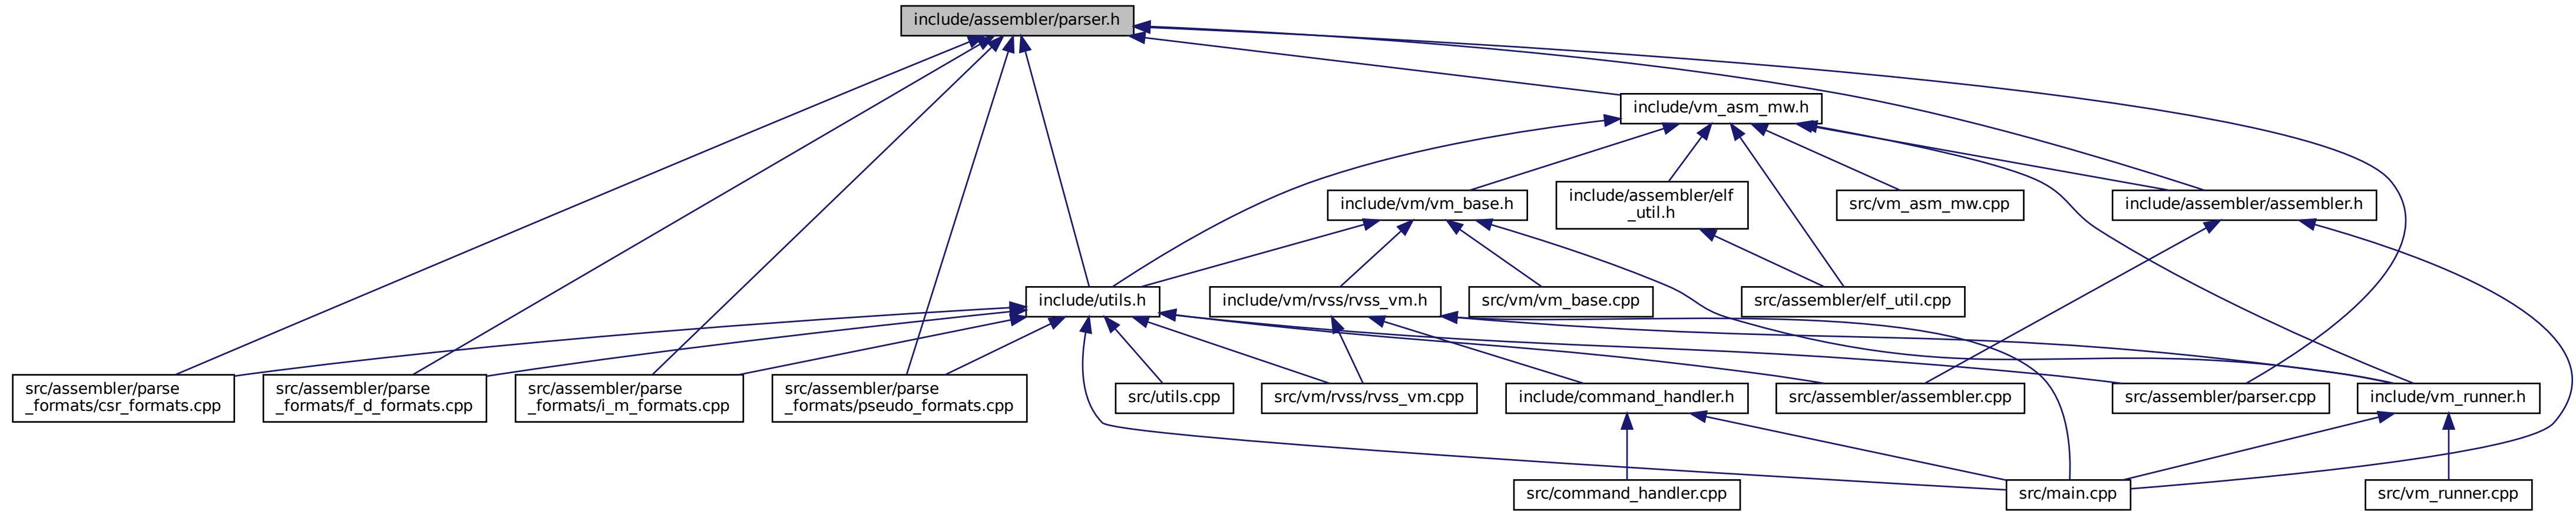 include/assembler/parser.h
include/vm_asm_mw.h
include/vm/vm_base.h
include/assembler/elf
_util.h
src/vm_asm_mw.cpp
include/assembler/assembler.h
include/utils.h
include/vm/rvss/rvss_vm.h
src/vm/vm_base.cpp
src/assembler/elf_util.cpp
src/assembler/parse
_formats/csr_formats.cpp
src/assembler/parse
_formats/f_d_formats.cpp
src/assembler/parse
_formats/i_m_formats.cpp
src/assembler/parse
_formats/pseudo_formats.cpp
src/utils.cpp
src/vm/rvss/rvss_vm.cpp
include/command_handler.h
src/assembler/assembler.cpp
src/assembler/parser.cpp
include/vm_runner.h
src/command_handler.cpp
src/main.cpp
src/vm_runner.cpp